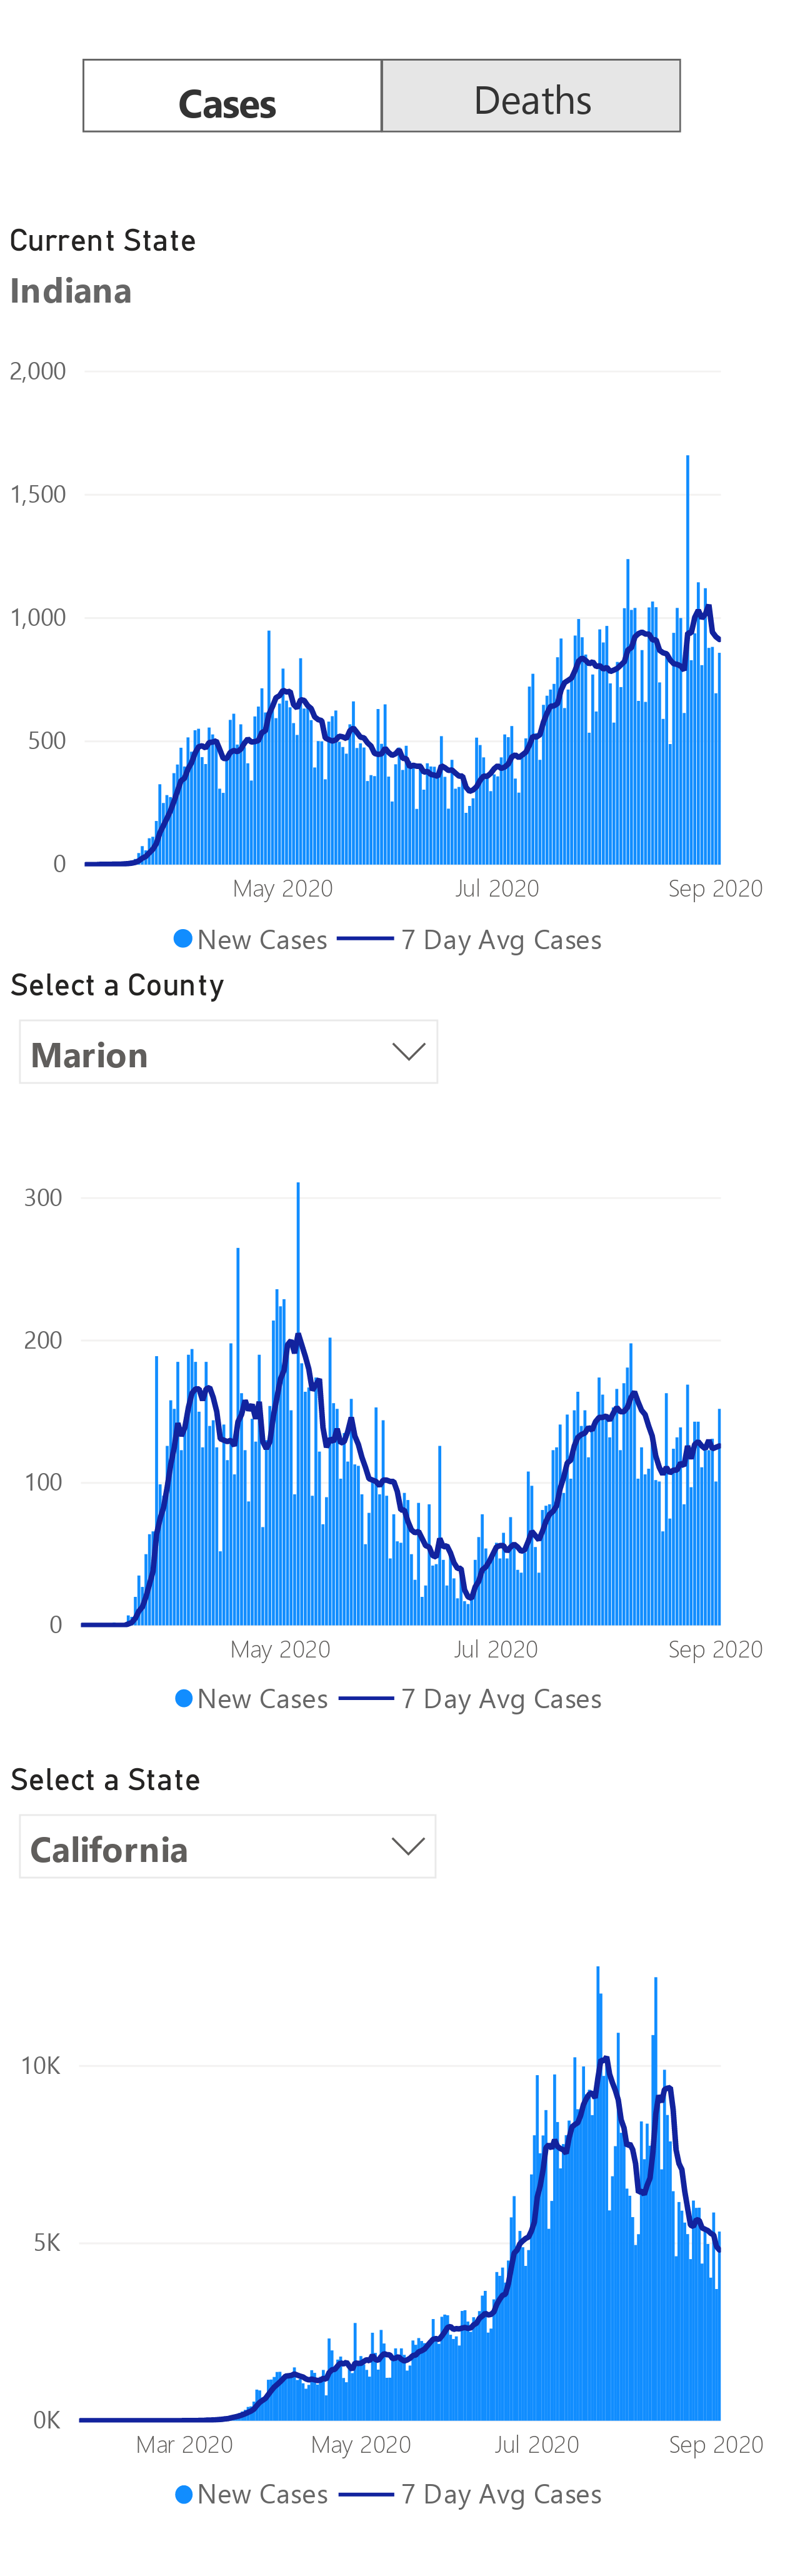 Cases Deaths
Current State
Indiana
2,000
1,500
1,000
500
0
May 2020 Jul 2020 Sep 2020
New Cases 7 Day Avg Cases
Select a County
Marion
300
200
100
0
May 2020 Jul 2020 Sep 2020
New Cases 7 Day Avg Cases
Select a State
California
10K
5K
0K
Mar 2020 May 2020 Jul 2020 Sep 2020
New Cases 7 Day Avg Cases